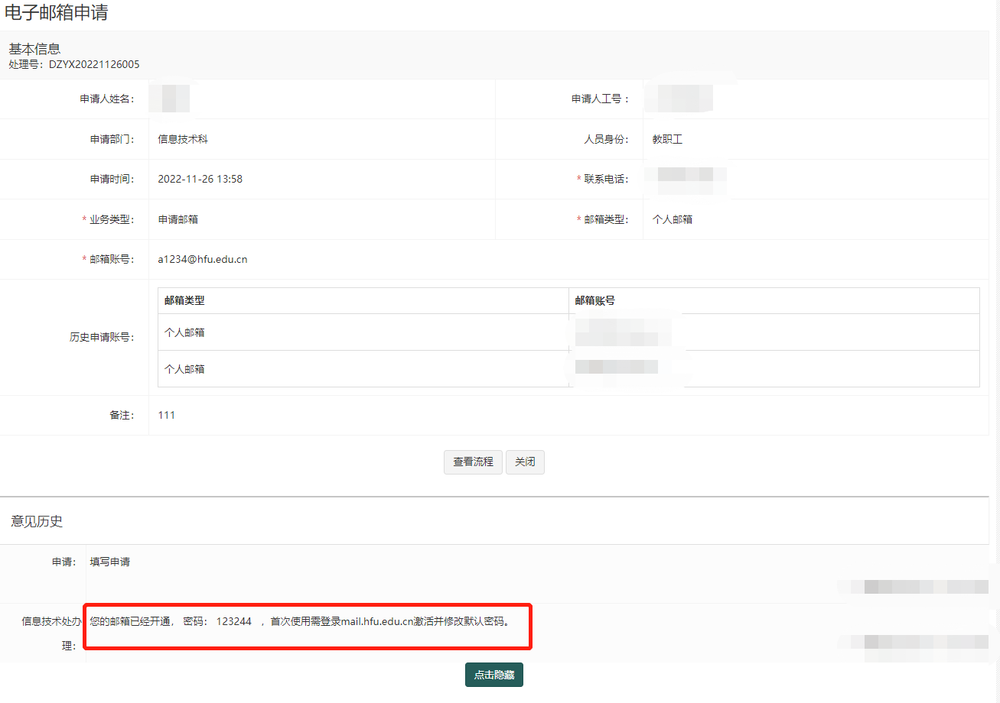 电子邮箱申请
基本信息
处理号：DZYX20221126005
申请人姓名：
申请人工号：
申请部门： 信息技术科
人员身份： 教职工
申请时间： 2022-11-26 13:58
* 联系电话：
* 业务类型： 申请邮箱
* 邮箱类型： 个人邮箱
* 邮箱账号： a1234@hfu.edu.cn
历史申请账号：
邮箱类型 邮箱账号
个人邮箱
个人邮箱
备注： 111
查看流程 关闭
意见历史
申请： 填写申请
信息技术处办
理：
您的邮箱已经开通， 密码： 123244 ，首次使用需登录mail.hfu.edu.cn激活并修改默认密码。
点击隐藏